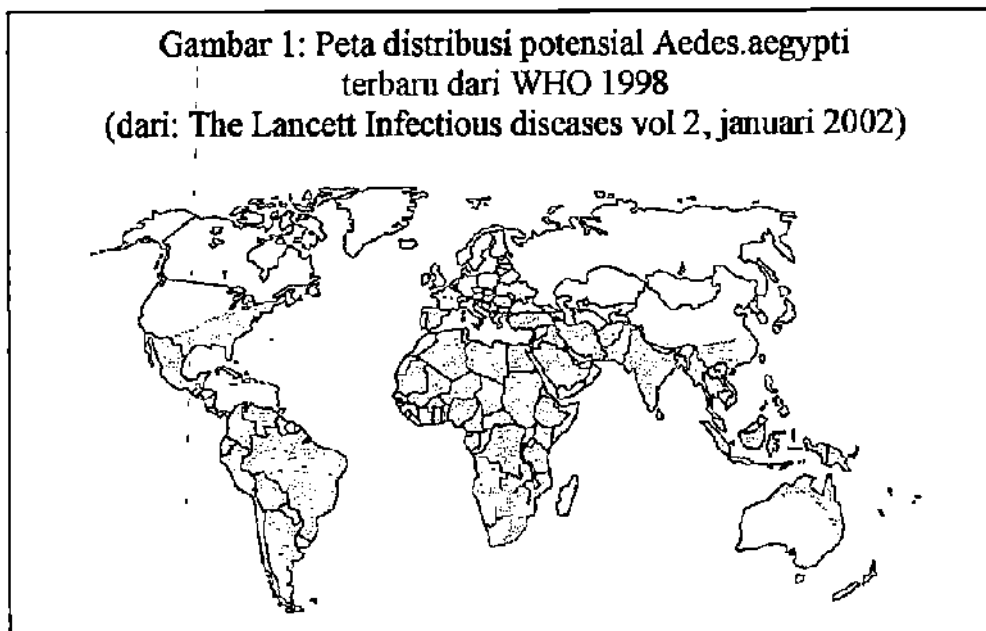 Gambar 1: Peta distribusi potensial Aedes.aegypti
terbaru dari WHO 1998
(dari: The Lancett Infectious diseases vol 2, januari 2002)